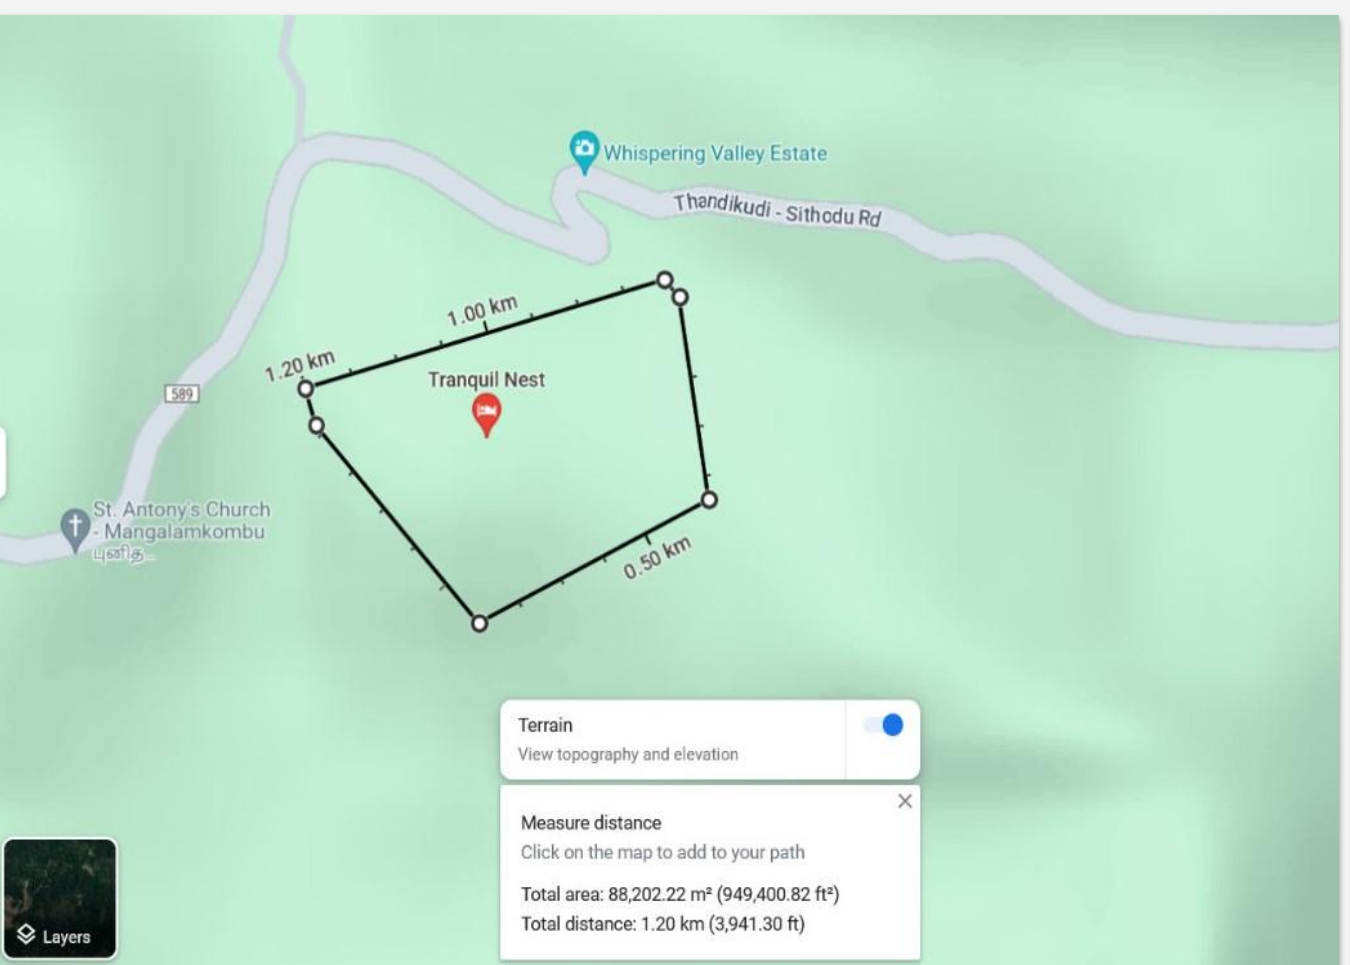 Whispering Valley Estate
Thandikudi - Sithodu Rd
1.00 km
1.20 km
Tranquil Nest
589
St. Antony's Church
- Mangalamkombu
புனித...
0.50 km
Terrain
View topography and elevation
Measure distance
Click on the map to add to your path
Total area: 88,202.22 m² (949,400.82 ft²)
Total distance: 1.20 km (3,941.30 ft)
Layers